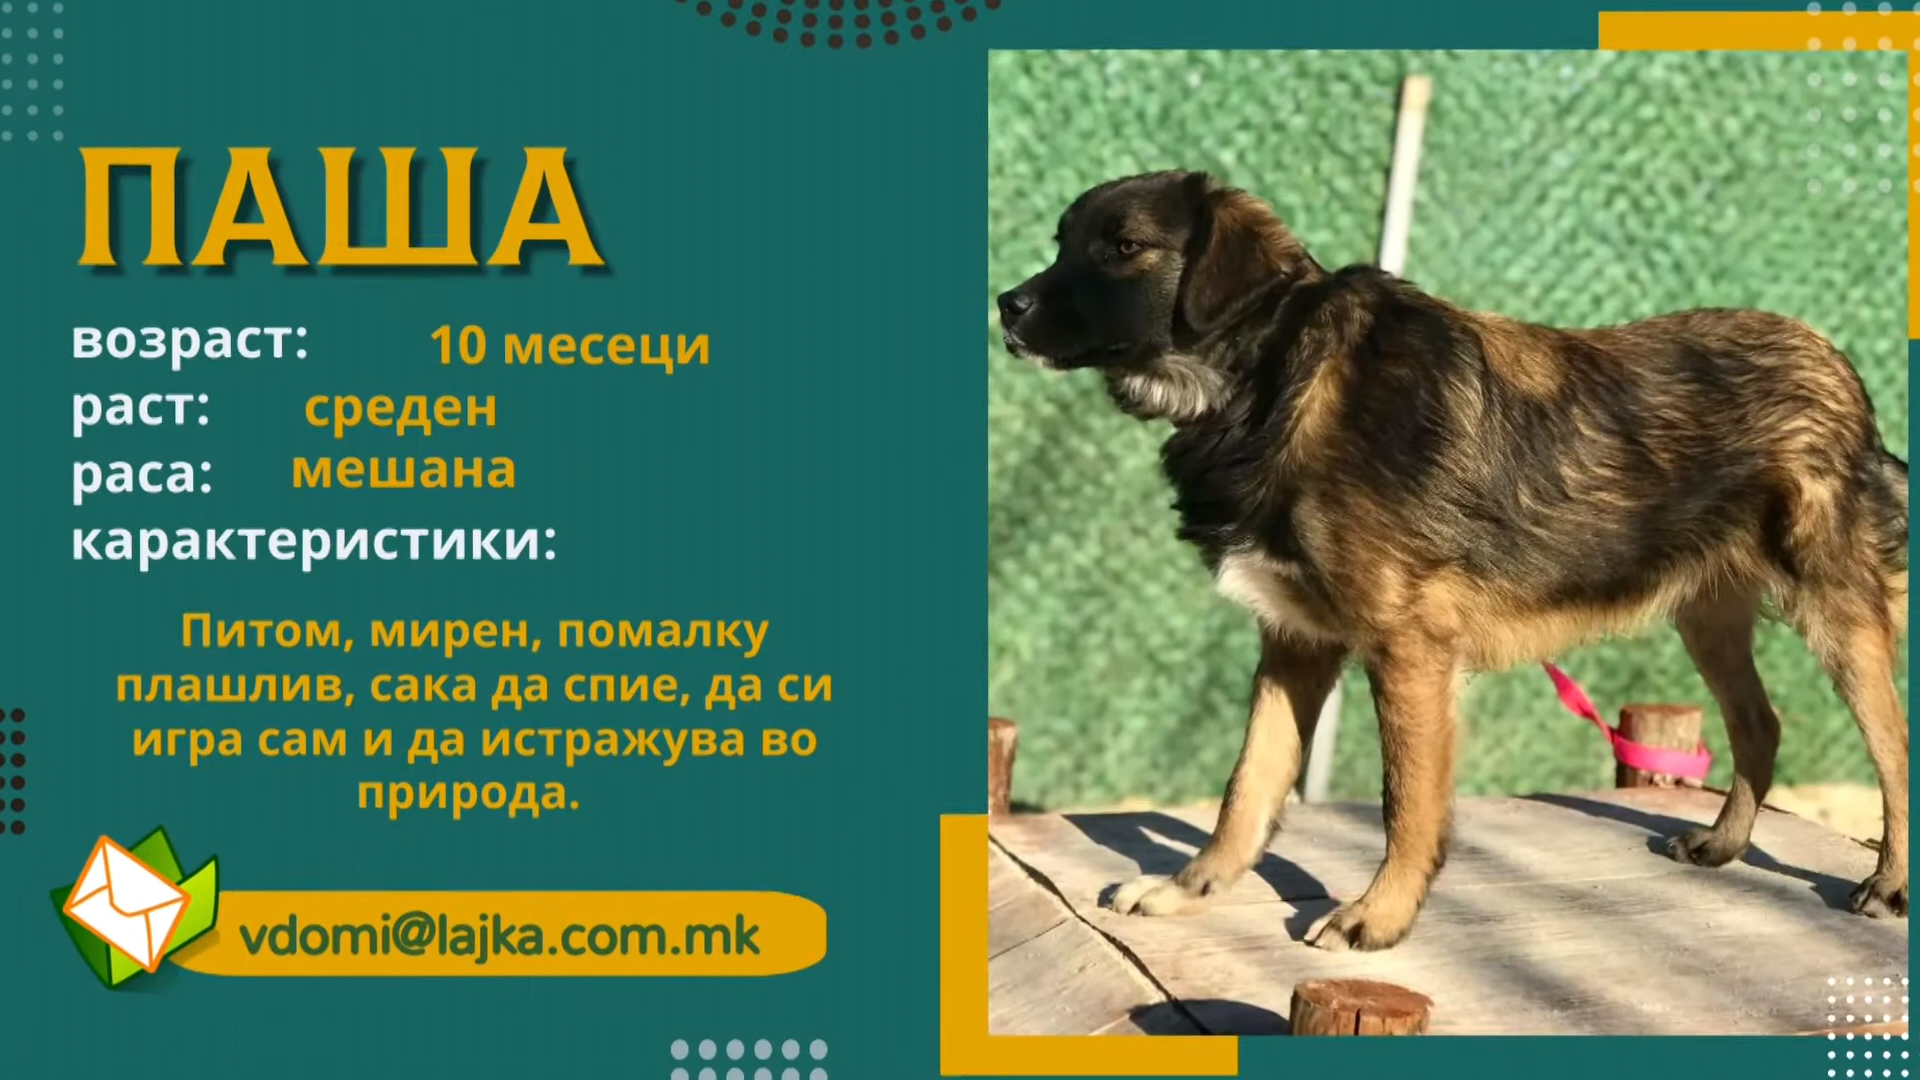 ПАША
возраст: 10 месеци
раст: среден
раса: мешана
карактеристики:
Питом, мирен, помалку
плашлив, сака да спие, да си
игра сам и да истражува во
природа.
vdomi@lajka.com.mk